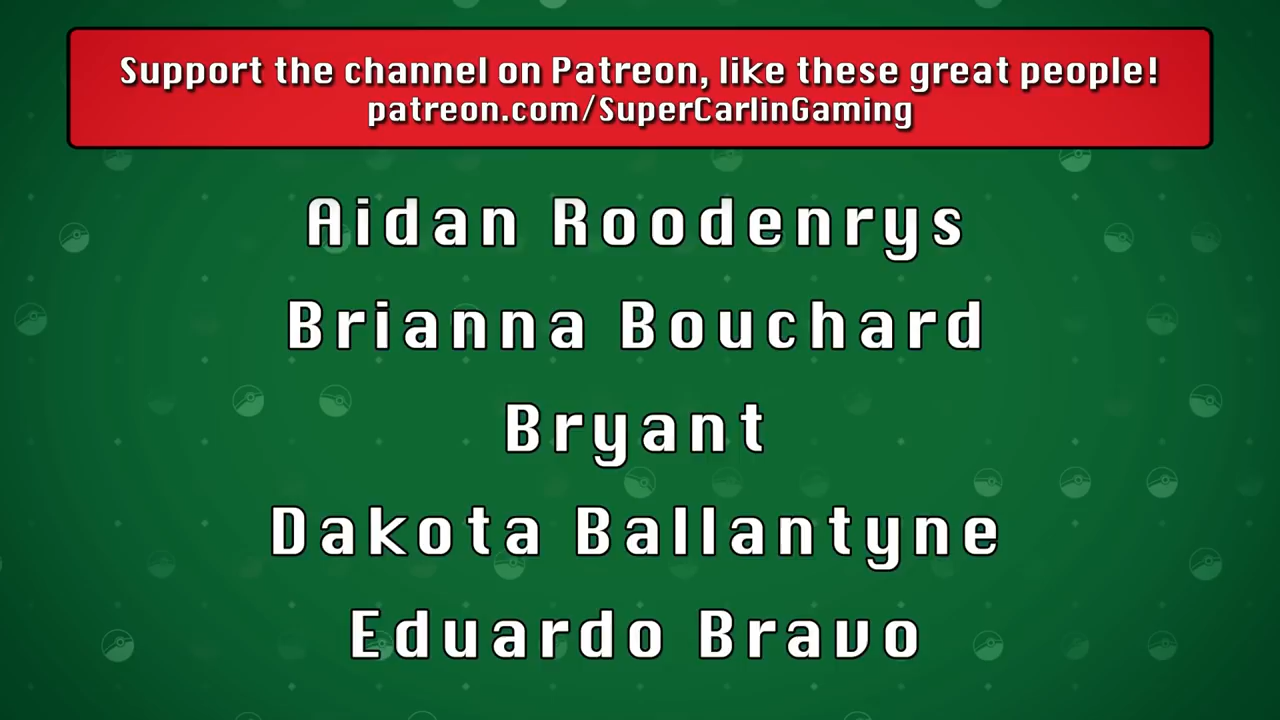 Support the channel on Patreon, like these great people!
patreon.com/SuperCarlinGaming
Aidan Roodenrys
Brianna Bouchard
Bryant
Dakota Ballantyne
Eduardo Bravo